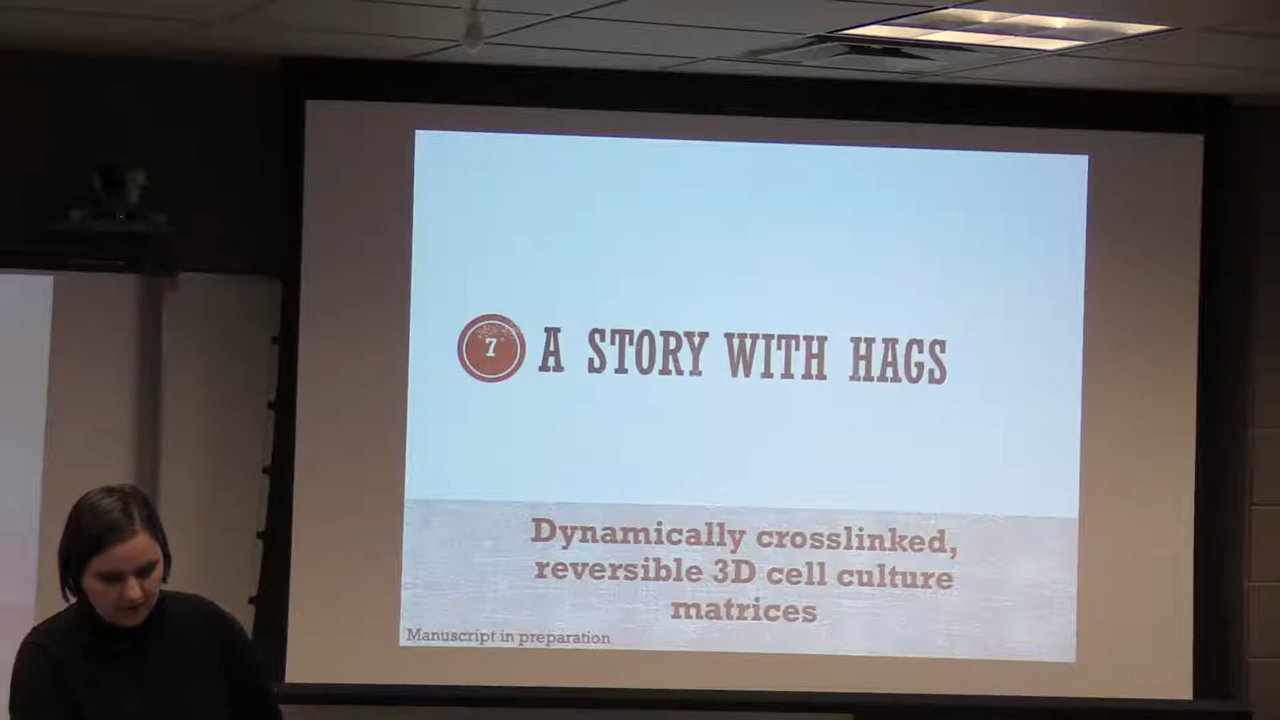 7
A STORY WITH HAGS
Dynamically crosslinked,
reversible 3D cell culture
matrices
Manuscript in preparation